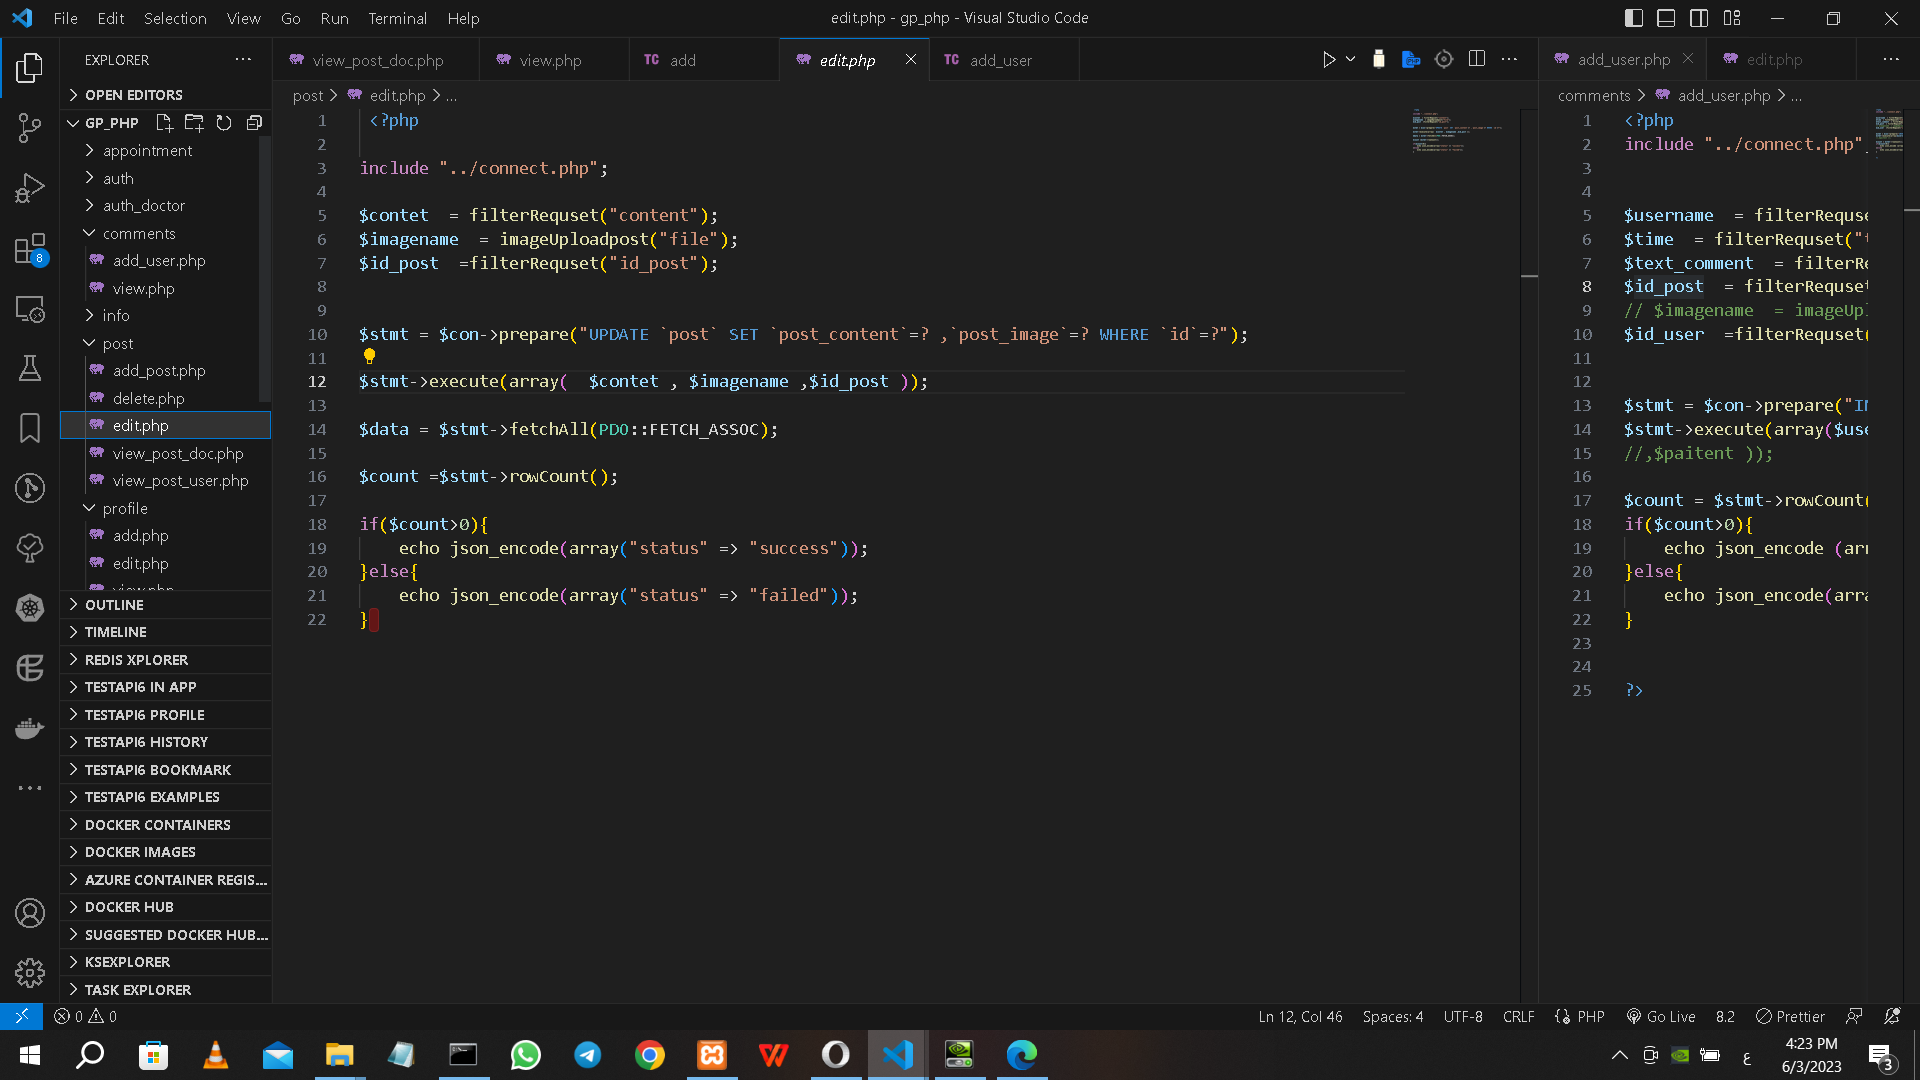 File Edit Selection View Go Run Terminal Help
edit.php - gp_php - Visual Studio Code
EXPLORER
OPEN EDITORS
GP_PHP
appointment
auth
auth_doctor
comments
add_user.php
view.php
info
post
add_post.php
delete.php
edit.php
view_post_doc.php
view_post_user.php
profile
add.php
edit.php
view.php
OUTLINE
TIMELINE
REDIS XPLORER
TESTAPI6 IN APP
TESTAPI6 PROFILE
TESTAPI6 HISTORY
TESTAPI6 BOOKMARK
TESTAPI6 EXAMPLES
DOCKER CONTAINERS
DOCKER IMAGES
AZURE CONTAINER REGIS...
DOCKER HUB
SUGGESTED DOCKER HUB...
KSEXPLORER
TASK EXPLORER
8
view_post_doc.php view.php TC add edit.php TC add_user
post > edit.php > ...
1 <?php
2
3 include "../connect.php";
4
5 $contet  = filterRequset("content");
6 $imagename  = imageUploadpost("file");
7 $id_post  =filterRequset("id_post");
8
9
10 $stmt = $con->prepare("UPDATE `post` SET `post_content`=? ,`post_image`=? WHERE `id`=?");
11
12 $stmt->execute(array(  $contet , $imagename ,$id_post ));
13
14 $data = $stmt->fetchAll(PDO::FETCH_ASSOC);
15
16 $count =$stmt->rowCount();
17
18 if($count>0){
19 echo json_encode(array("status" => "success"));
20 }else{
21 echo json_encode(array("status" => "failed"));
22 }
add_user.php edit.php
comments > add_user.php > ...
1 <?php
2 include "../connect.php"
3
4
5 $username  = filterRequse
6 $time  = filterRequset("
7 $text_comment  = filterRe
8 $id_post  = filterRequset
9 // $imagename  = imageUpl
10 $id_user  =filterRequset(
11
12
13 $stmt = $con->prepare("IN
14 $stmt->execute(array($use
15 //,$paitent ));
16
17 $count = $stmt->rowCount(
18 if($count>0){
19 echo json_encode (arr
20 }else{
21 echo json_encode(arra
22 }
23
24
25 ?>
0 0 Ln 12, Col 46 Spaces: 4 UTF-8 CRLF PHP Go Live 8.2 Prettier
ع 4:23 PM
6/3/2023
3